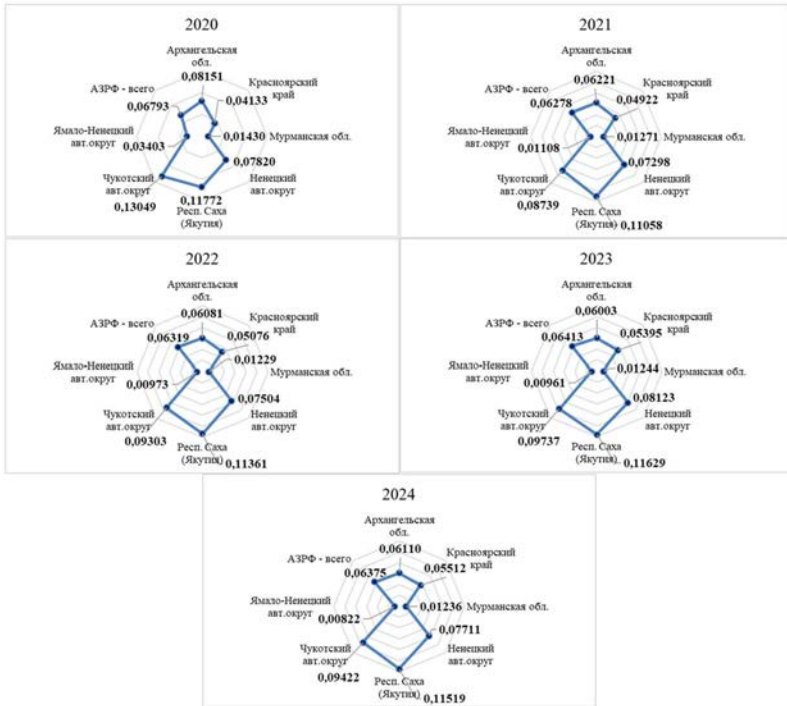 2020
Архангельская
обл.
0,08151
АЗРФ - всего
Красноярский
край
0,06793
0,04133
Ямало-Ненецкий
авт.округ
0,03403
0,01430
Мурманская обл.
0,07820
Чукотский
авт.округ
Ненецкий
авт.округ
0,13049
0,11772
Респ. Саха
(Якутия)
2021
Архангельская
обл.
0,06221
АЗРФ - всего
Красноярский
край
0,06278
0,04922
Ямало-Ненецкий
авт.округ
0,01108
0,01271
Мурманская обл.
0,07298
Чукотский
авт.округ
Ненецкий
авт.округ
0,08739
Респ. Саха
(Якутия)
0,11058
2022
Архангельская
обл.
0,06081
АЗРФ - всего
Красноярский
край
0,06319
0,05076
Ямало-Ненецкий
авт.округ
0,00973
0,01229
Мурманская обл.
0,07504
Чукотский
авт.округ
Ненецкий
авт.округ
0,09303
Респ. Саха
(Якутия)
0,11361
2023
Архангельская
обл.
0,06003
АЗРФ - всего
Красноярский
край
0,06413
0,05395
Ямало-Ненецкий
авт.округ
0,00961
0,01244
Мурманская обл.
0,08123
Чукотский
авт.округ
Ненецкий
авт.округ
0,09737
Респ. Саха
(Якутия)
0,11629
2024
Архангельская
обл.
0,06110
АЗРФ - всего
Красноярский
край
0,06375
0,05512
Ямало-Ненецкий
авт.округ
0,00822
0,01236
Мурманская обл.
0,07711
Чукотский
авт.округ
Ненецкий
авт.округ
0,09422
Респ. Саха
(Якутия)
0,11519